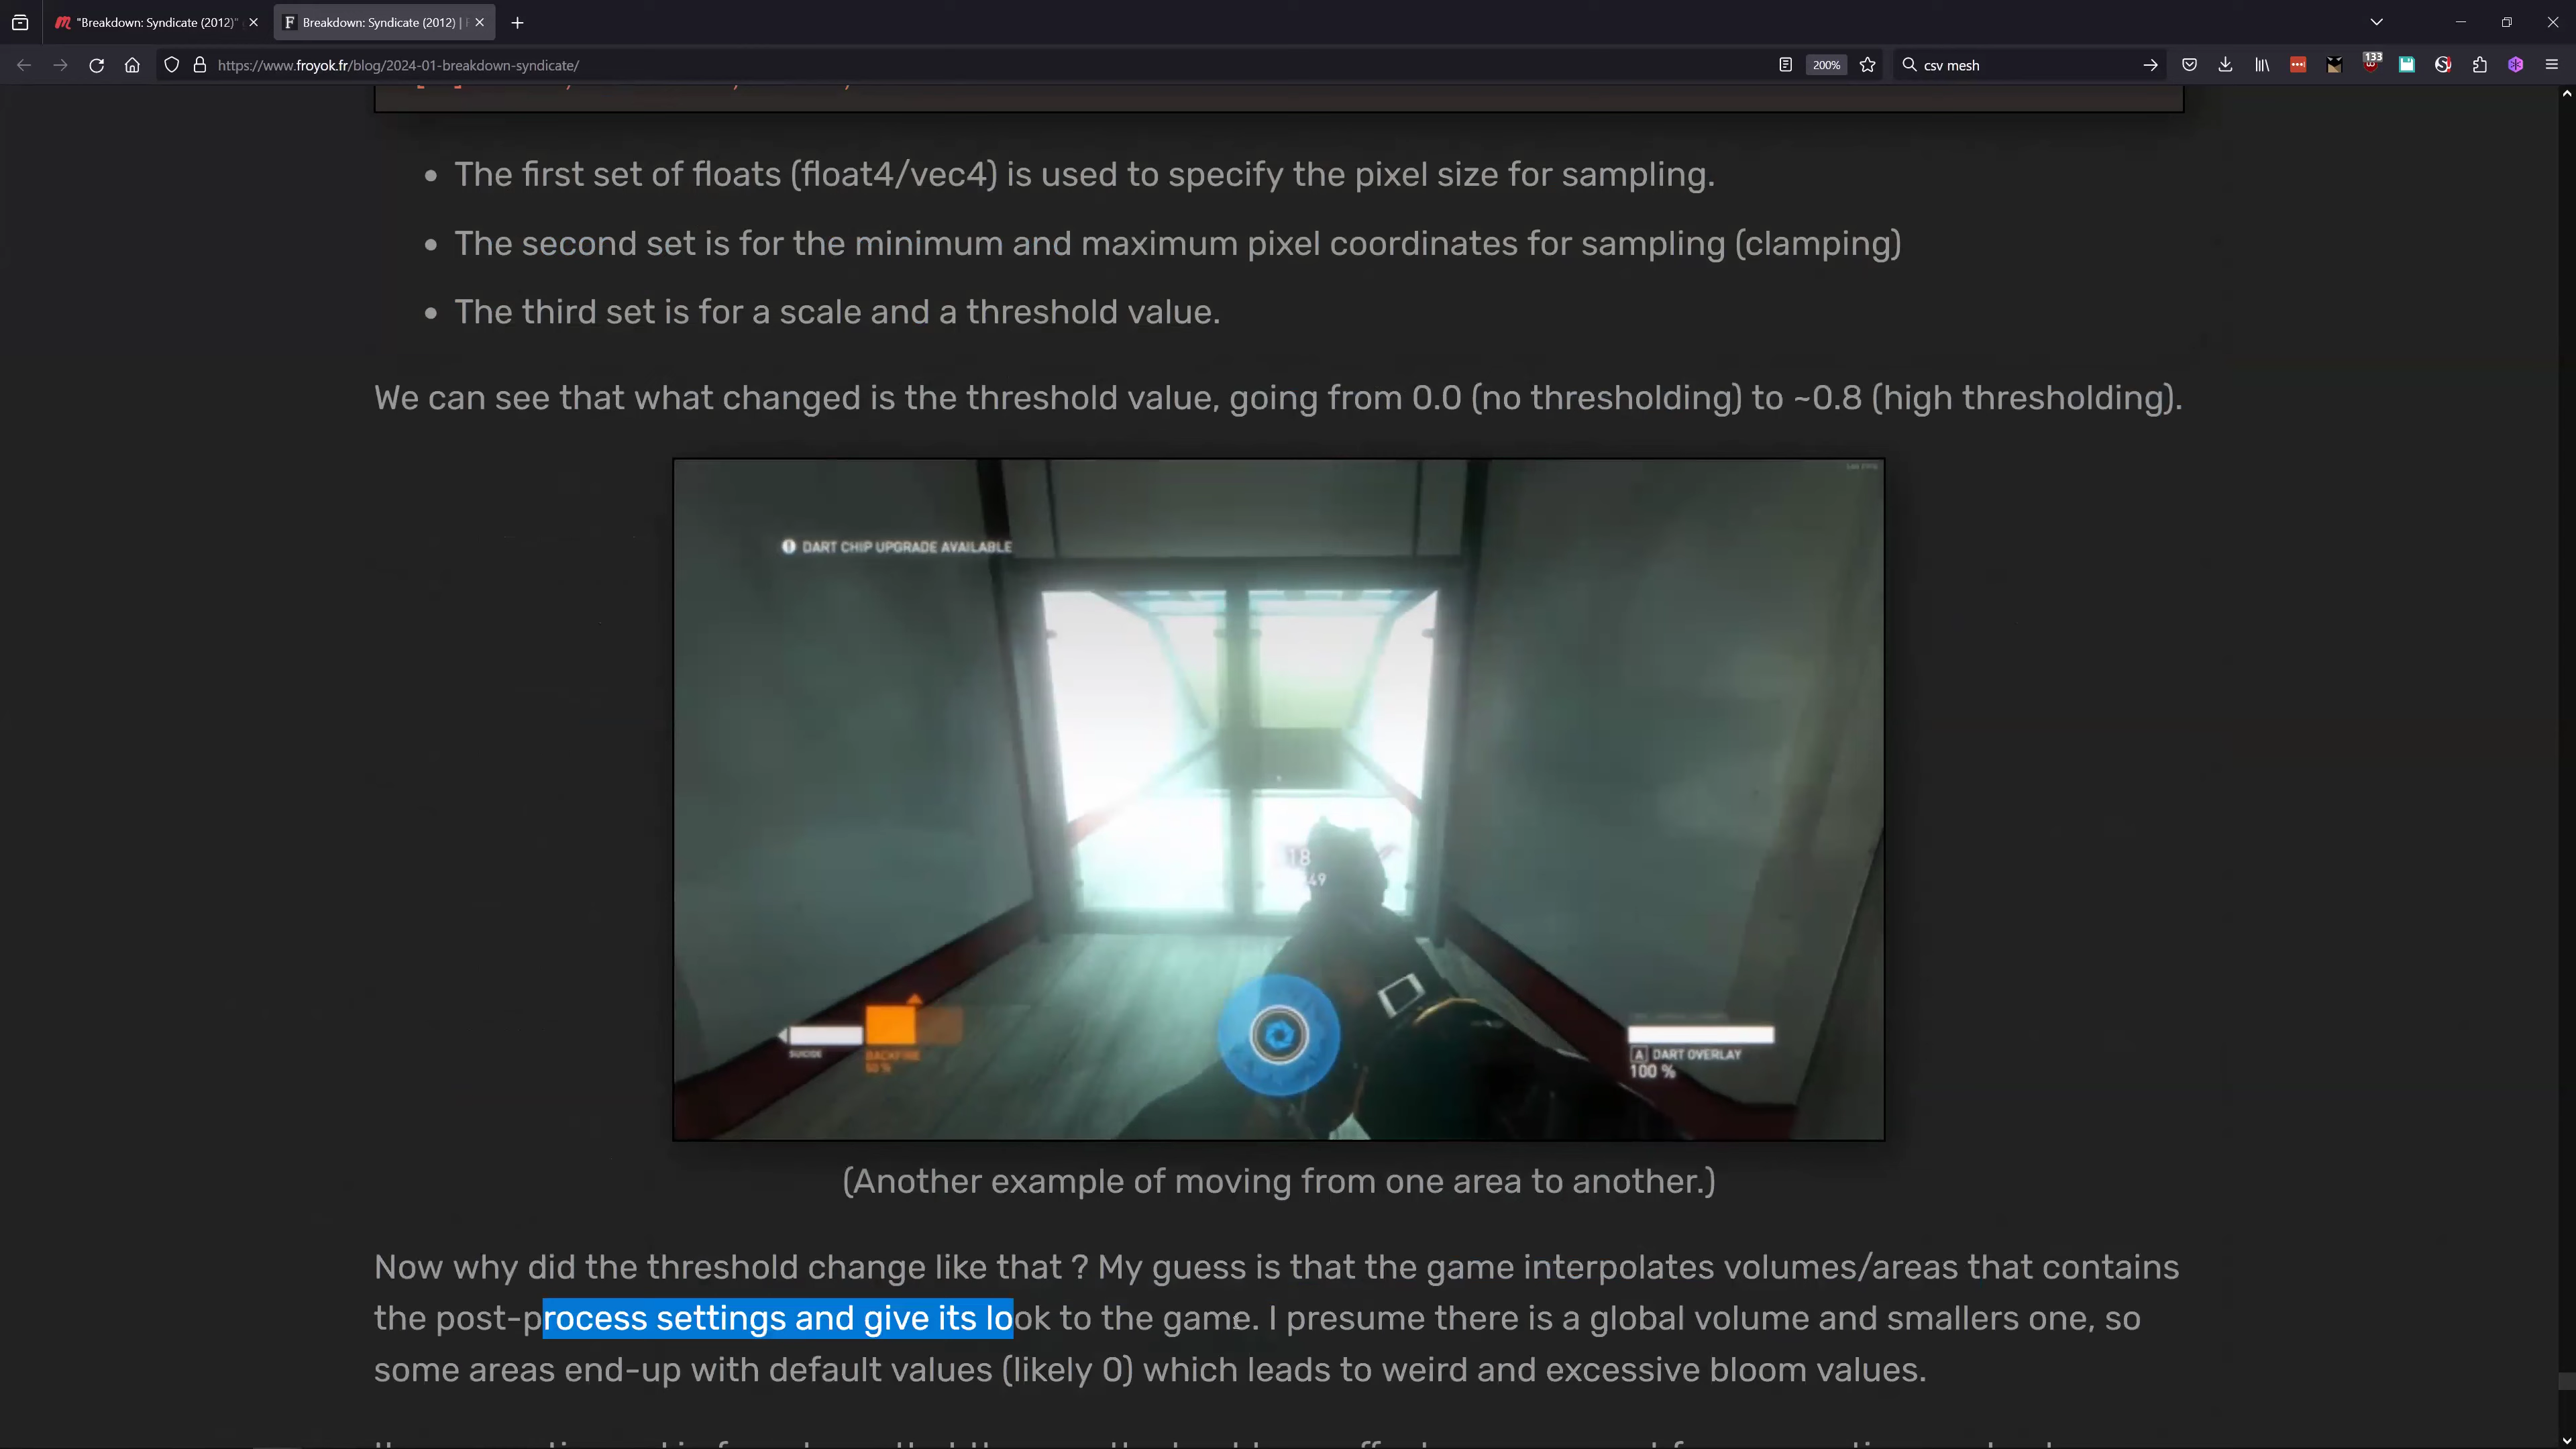 "Breakdown: Syndicate (2012)"
Breakdown: Syndicate (2012) |
https://www.froyok.fr/blog/2024-01-breakdown-syndicate/
200%
csv mesh
133
• The first set of floats (float4/vec4) is used to specify the pixel size for sampling.
• The second set is for the minimum and maximum pixel coordinates for sampling (clamping)
• The third set is for a scale and a threshold value.
We can see that what changed is the threshold value, going from 0.0 (no thresholding) to ~0.8 (high thresholding).
DART CHIP UPGRADE AVAILABLE
18
49
SUICIDE
BACKFIRE
50 %
A DART OVERLAY
100 %
(Another example of moving from one area to another.)
Now why did the threshold change like that ? My guess is that the game interpolates volumes/areas that contains
the post-process settings and give its look to the game. I presume there is a global volume and smallers one, so
some areas end-up with default values (likely 0) which leads to weird and excessive bloom values.